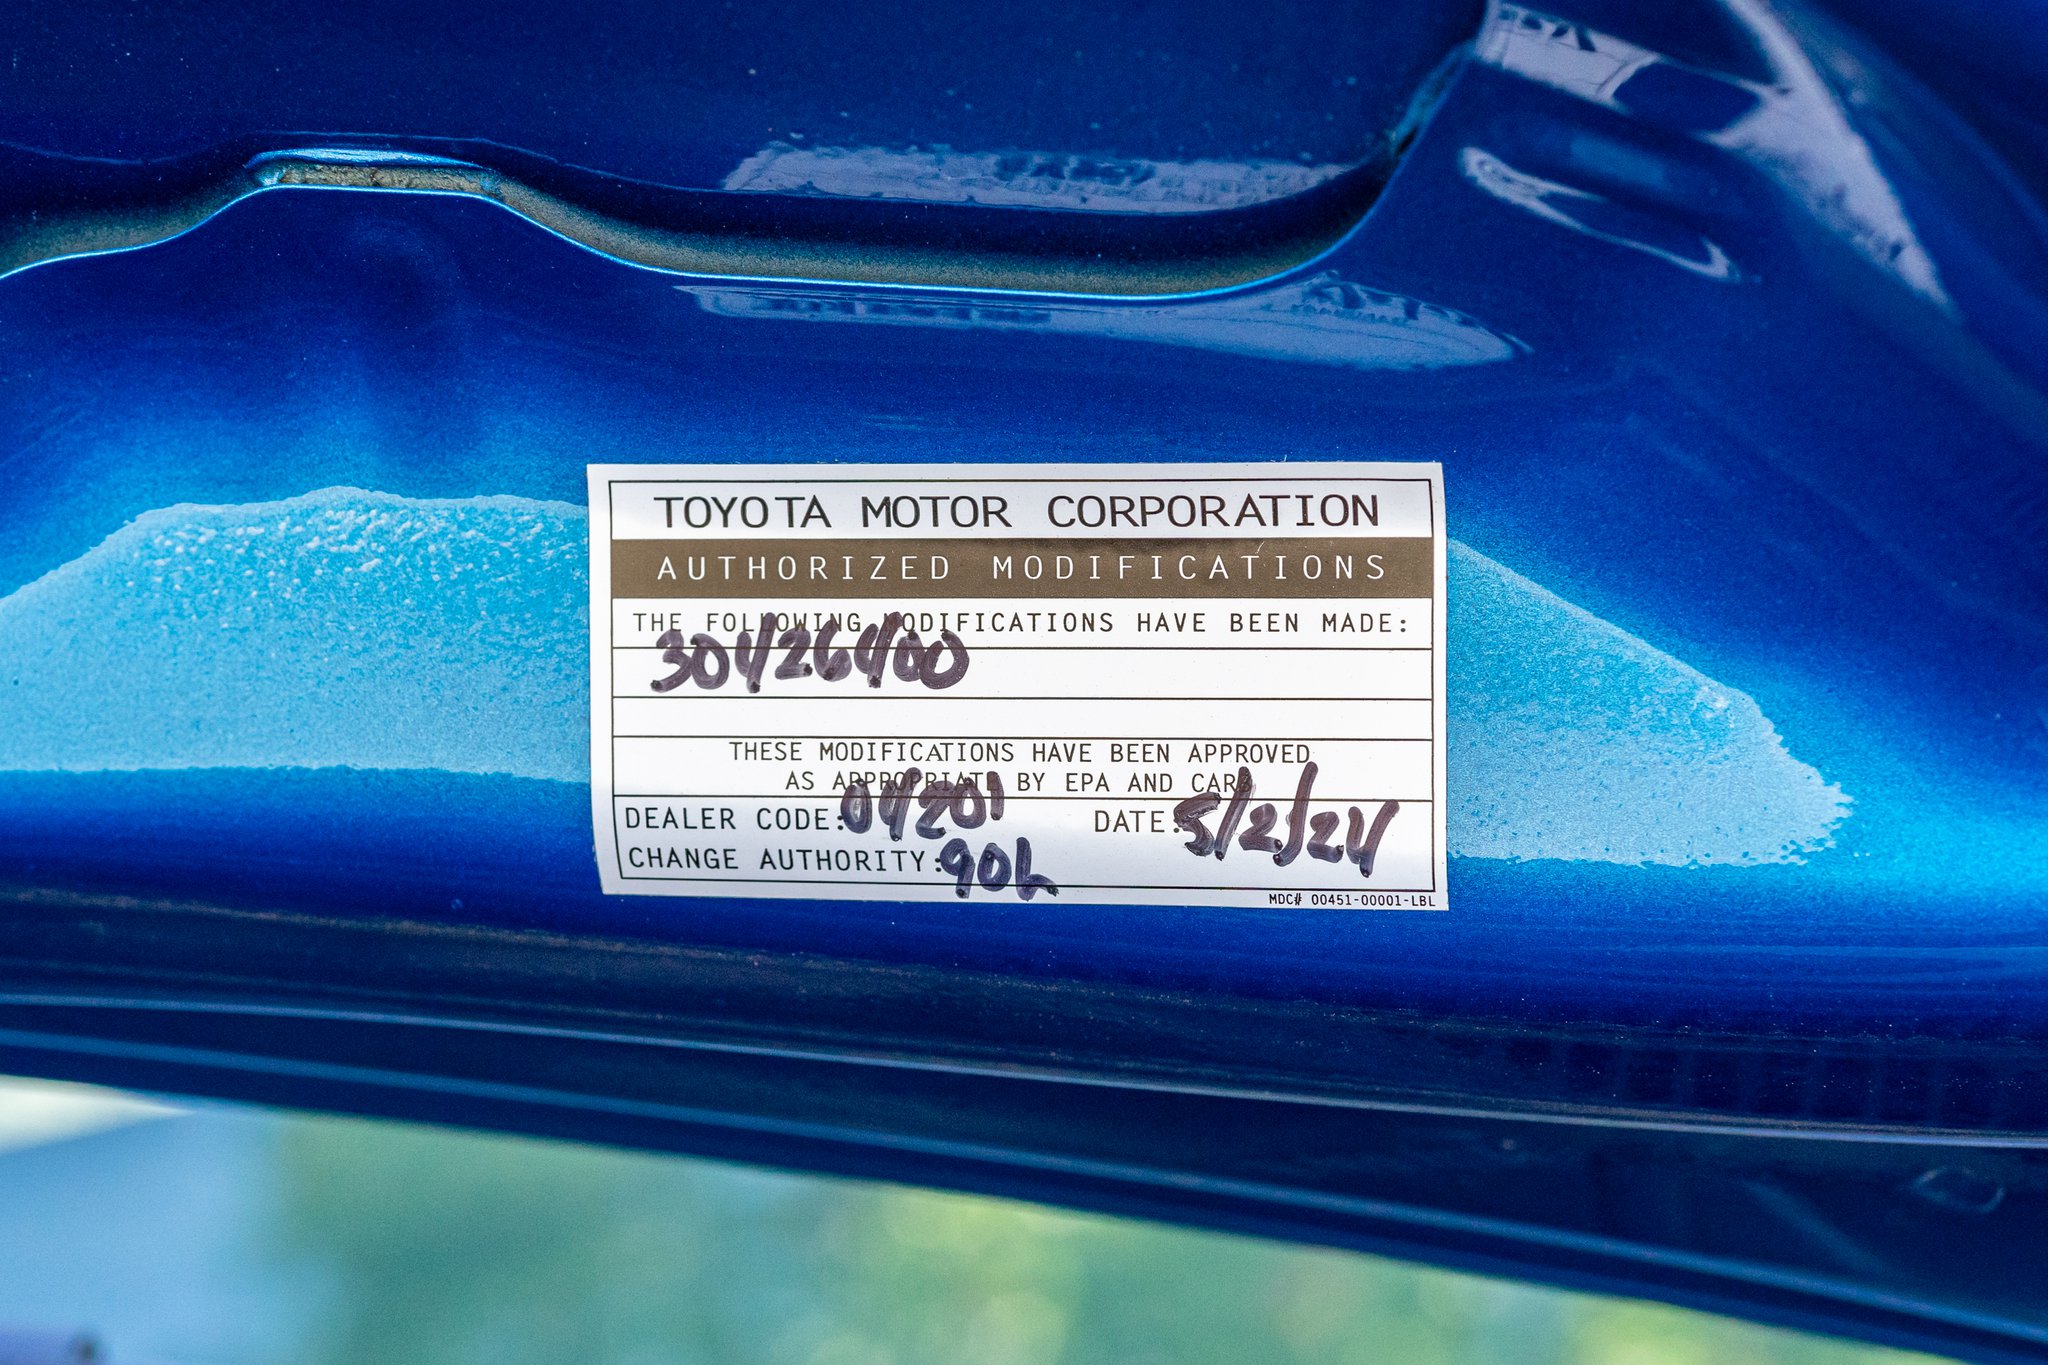 TOYOTA MOTOR CORPORATION
AUTHORIZED MODIFICATIONS
THE FOLLOWING MODIFICATIONS HAVE BEEN MADE:
30426400
THESE MODIFICATIONS HAVE BEEN APPROVED
AS APPROPRIATE BY EPA AND CARB
DEALER CODE: 04201 DATE: 5/2/24
CHANGE AUTHORITY: 90L
MDC# 00451-00001-LBL